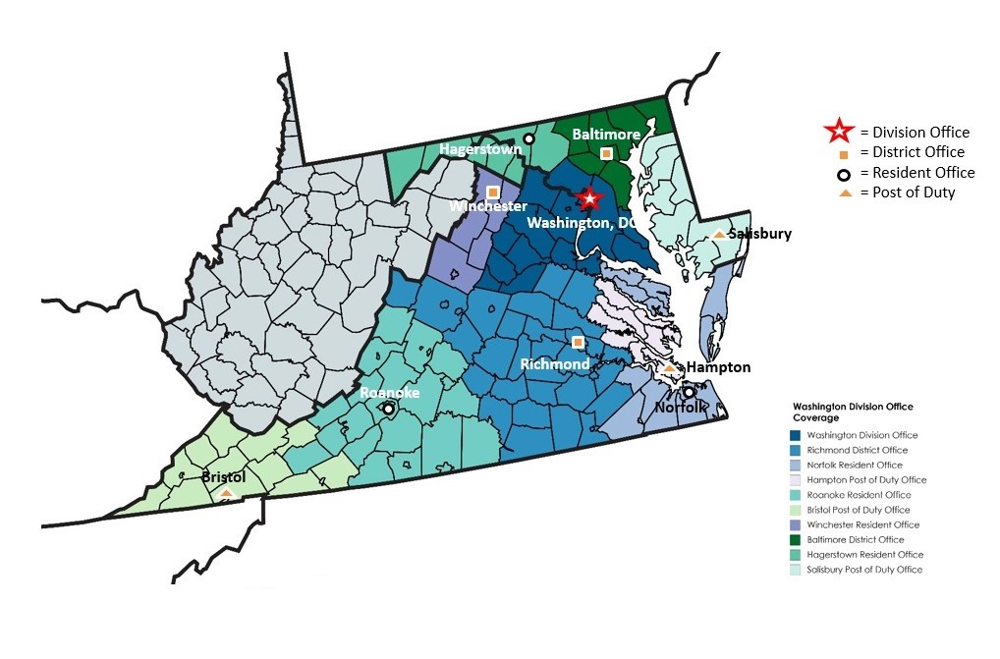 Baltimore
Hagerstown
Winchester
Washington, DC
Salisbury
Richmond
Hampton
Roanoke
Norfolk
Bristol
= Division Office
= District Office
= Resident Office
= Post of Duty
Washington Division Office
Coverage
Washington Division Office
Richmond District Office
Norfolk Resident Office
Hampton Post of Duty Office
Roanoke Resident Office
Bristol Post of Duty Office
Winchester Resident Office
Baltimore District Office
Hagerstown Resident Office
Salisbury Post of Duty Office